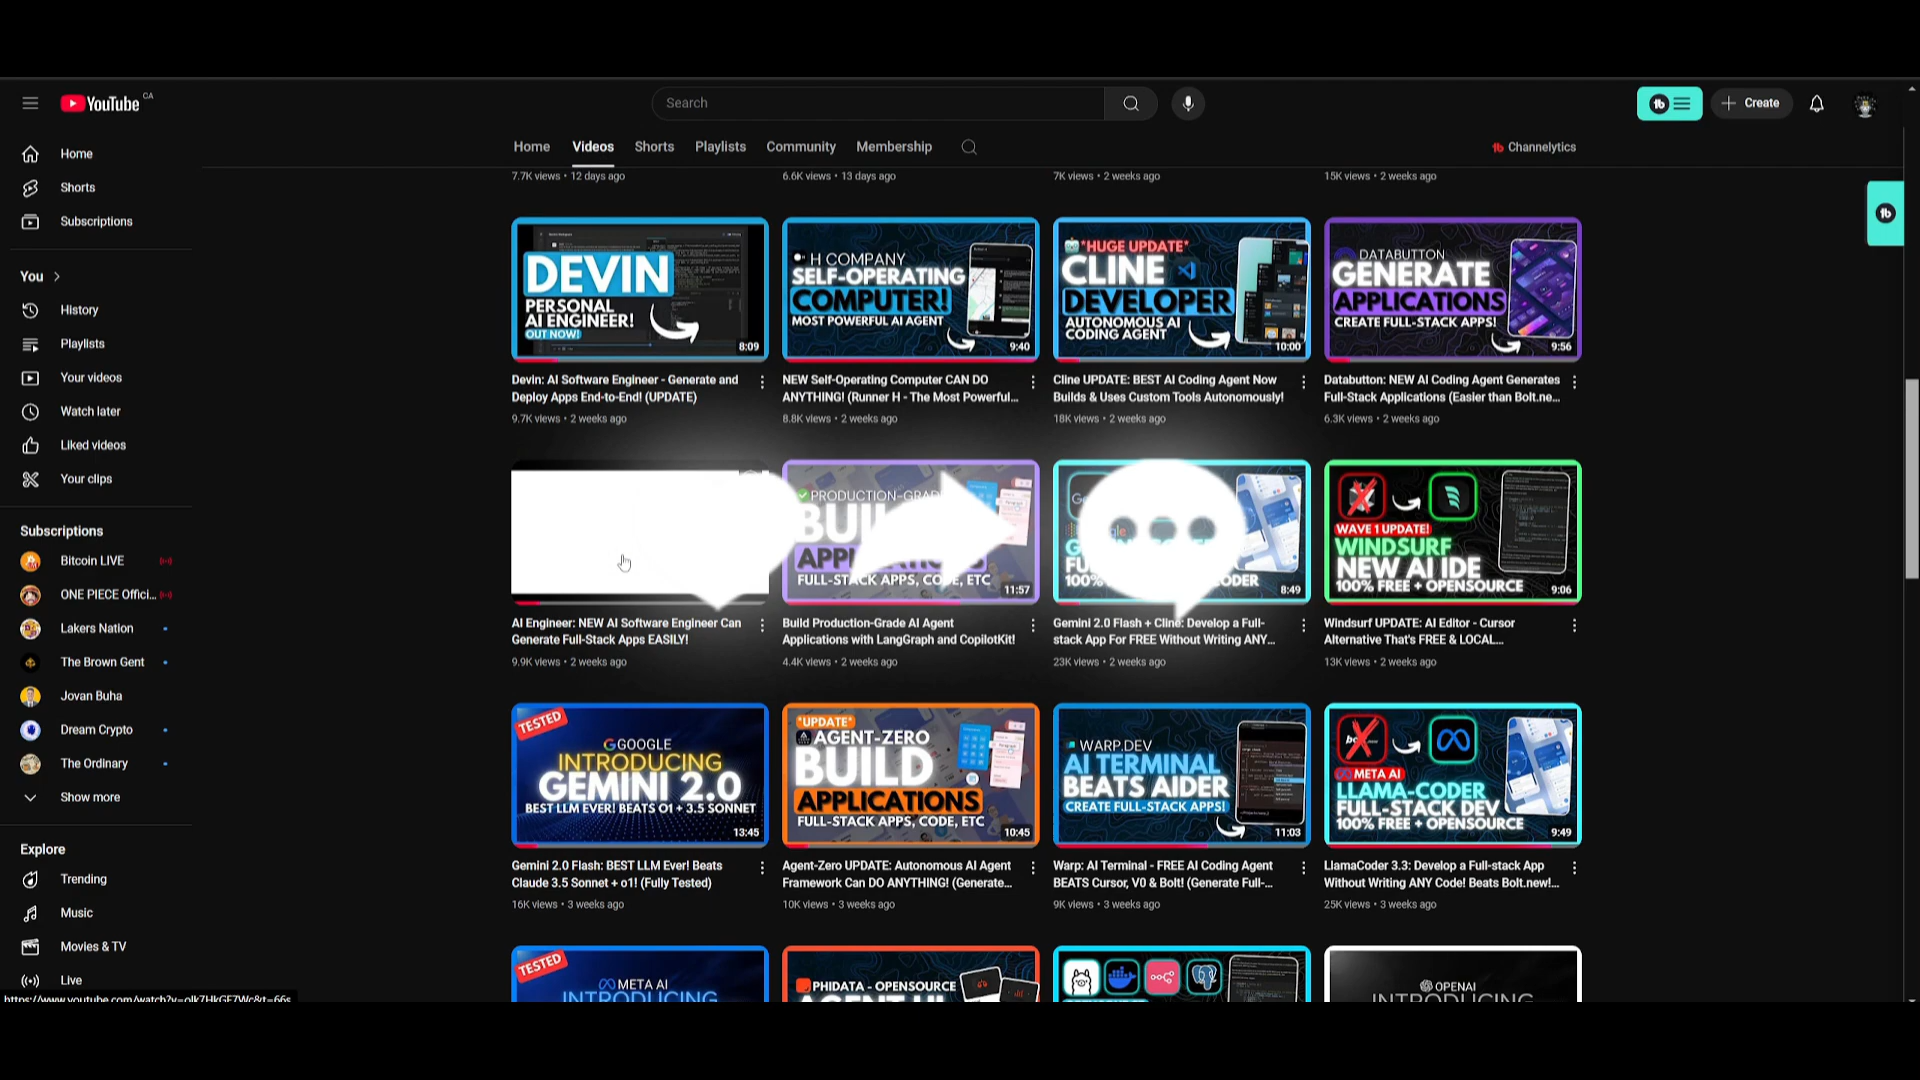 YouTube CA
Search
Create
Home
Videos
Shorts
Playlists
Community
Membership
Channelytics
Home
Shorts
Subscriptions
You
History
Playlists
Your videos
Watch later
Liked videos
Your clips
Subscriptions
Bitcoin LIVE
ONE PIECE Offici...
Lakers Nation
The Brown Gent
Jovan Buha
Dream Crypto
The Ordinary
Show more
Explore
Trending
Music
Movies & TV
Live
7.7K views • 12 days ago
6.6K views • 13 days ago
7K views • 2 weeks ago
15K views • 2 weeks ago
DEVIN
PERSONAL
AI ENGINEER!
OUT NOW!
8:09
Devin: AI Software Engineer - Generate and
Deploy Apps End-to-End! (UPDATE)
9.7K views • 2 weeks ago
H COMPANY
SELF-OPERATING
COMPUTER!
MOST POWERFUL AI AGENT
9:40
NEW Self-Operating Computer CAN DO
ANYTHING! (Runner H - The Most Powerful...
8.8K views • 2 weeks ago
*HUGE UPDATE*
CLINE
DEVELOPER
AUTONOMOUS AI
CODING AGENT
10:00
Cline UPDATE: BEST AI Coding Agent Now
Builds & Uses Custom Tools Autonomously!
18K views • 2 weeks ago
DATABUTTON
GENERATE
APPLICATIONS
CREATE FULL-STACK APPS!
9:56
Databutton: NEW AI Coding Agent Generates
Full-Stack Applications (Easier than Bolt.ne...
6.3K views • 2 weeks ago
AI Engineer: NEW AI Software Engineer Can
Generate Full-Stack Apps EASILY!
9.9K views • 2 weeks ago
PRODUCTION-GRAD
BUI
APPL
FULL-STACK APPS, CODE, ETC
11:57
Build Production-Grade AI Agent
Applications with LangGraph and CopilotKit!
4.4K views • 2 weeks ago
FU
100%
ODER
8:49
Gemini 2.0 Flash + Cline: Develop a Full-
stack App For FREE Without Writing ANY...
23K views • 2 weeks ago
WAVE 1 UPDATE!
WINDSURF
NEW AI IDE
100% FREE + OPENSOURCE
9:06
Windsurf UPDATE: AI Editor - Cursor
Alternative That's FREE & LOCAL...
13K views • 2 weeks ago
TESTED
GOOGLE
INTRODUCING
GEMINI 2.0
BEST LLM EVER! BEATS O1 + 3.5 SONNET
13:45
Gemini 2.0 Flash: BEST LLM Ever! Beats
Claude 3.5 Sonnet + o1! (Fully Tested)
16K views • 3 weeks ago
*UPDATE*
AGENT-ZERO
BUILD
APPLICATIONS
FULL-STACK APPS, CODE, ETC
10:45
Agent-Zero UPDATE: Autonomous AI Agent
Framework Can DO ANYTHING! (Generate...
10K views • 3 weeks ago
WARP.DEV
AI TERMINAL
BEATS AIDER
CREATE FULL-STACK APPS!
11:03
Warp: AI Terminal - FREE AI Coding Agent
BEATS Cursor, V0 & Bolt! (Generate Full-...
9K views • 3 weeks ago
META AI
LLAMA-CODER
FULL-STACK DEV
100% FREE + OPENSOURCE
9:49
LlamaCoder 3.3: Develop a Full-stack App
Without Writing ANY Code! Beats Bolt.new!...
25K views • 3 weeks ago
TESTED
META AI
INTRODUCING
PHIDATA - OPENSOURCE
AGENT UI
OPENAI
INTRODUCING